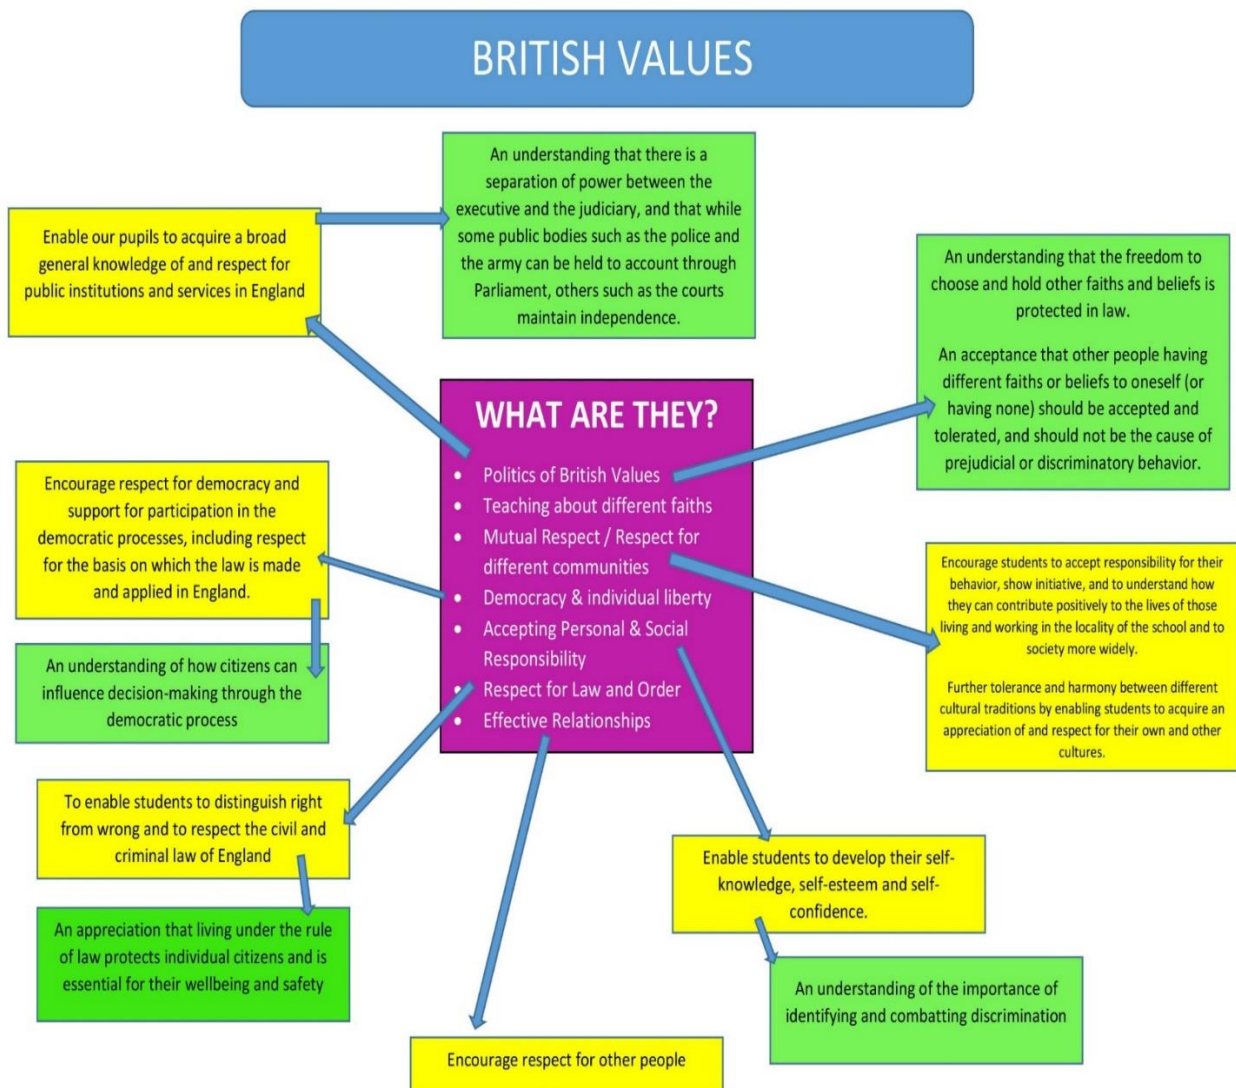 BRITISH VALUES
An understanding that there is a
separation of power between the
executive and the judiciary, and that while
some public bodies such as the police and
the army can be held to account through
Parliament, others such as the courts
maintain independence.
Enable our pupils to acquire a broad
general knowledge of and respect for
public institutions and services in England
An understanding that the freedom to
choose and hold other faiths and beliefs is
protected in law.
An acceptance that other people having
different faiths or beliefs to oneself (or
having none) should be accepted and
tolerated, and should not be the cause of
prejudicial or discriminatory behavior.
WHAT ARE THEY?
• Politics of British Values
• Teaching about different faiths
• Mutual Respect / Respect for
different communities
• Democracy & individual liberty
• Accepting Personal & Social
Responsibility
• Respect for Law and Order
• Effective Relationships
Encourage respect for democracy and
support for participation in the
democratic processes, including respect
for the basis on which the law is made
and applied in England.
An understanding of how citizens can
influence decision-making through the
democratic process
Encourage students to accept responsibility for their
behavior, show initiative, and to understand how
they can contribute positively to the lives of those
living and working in the locality of the school and to
society more widely.
Further tolerance and harmony between different
cultural traditions by enabling students to acquire an
appreciation of and respect for their own and other
cultures.
To enable students to distinguish right
from wrong and to respect the civil and
criminal law of England
An appreciation that living under the rule
of law protects individual citizens and is
essential for their wellbeing and safety
Enable students to develop their self-
knowledge, self-esteem and self-
confidence.
An understanding of the importance of
identifying and combatting discrimination
Encourage respect for other people